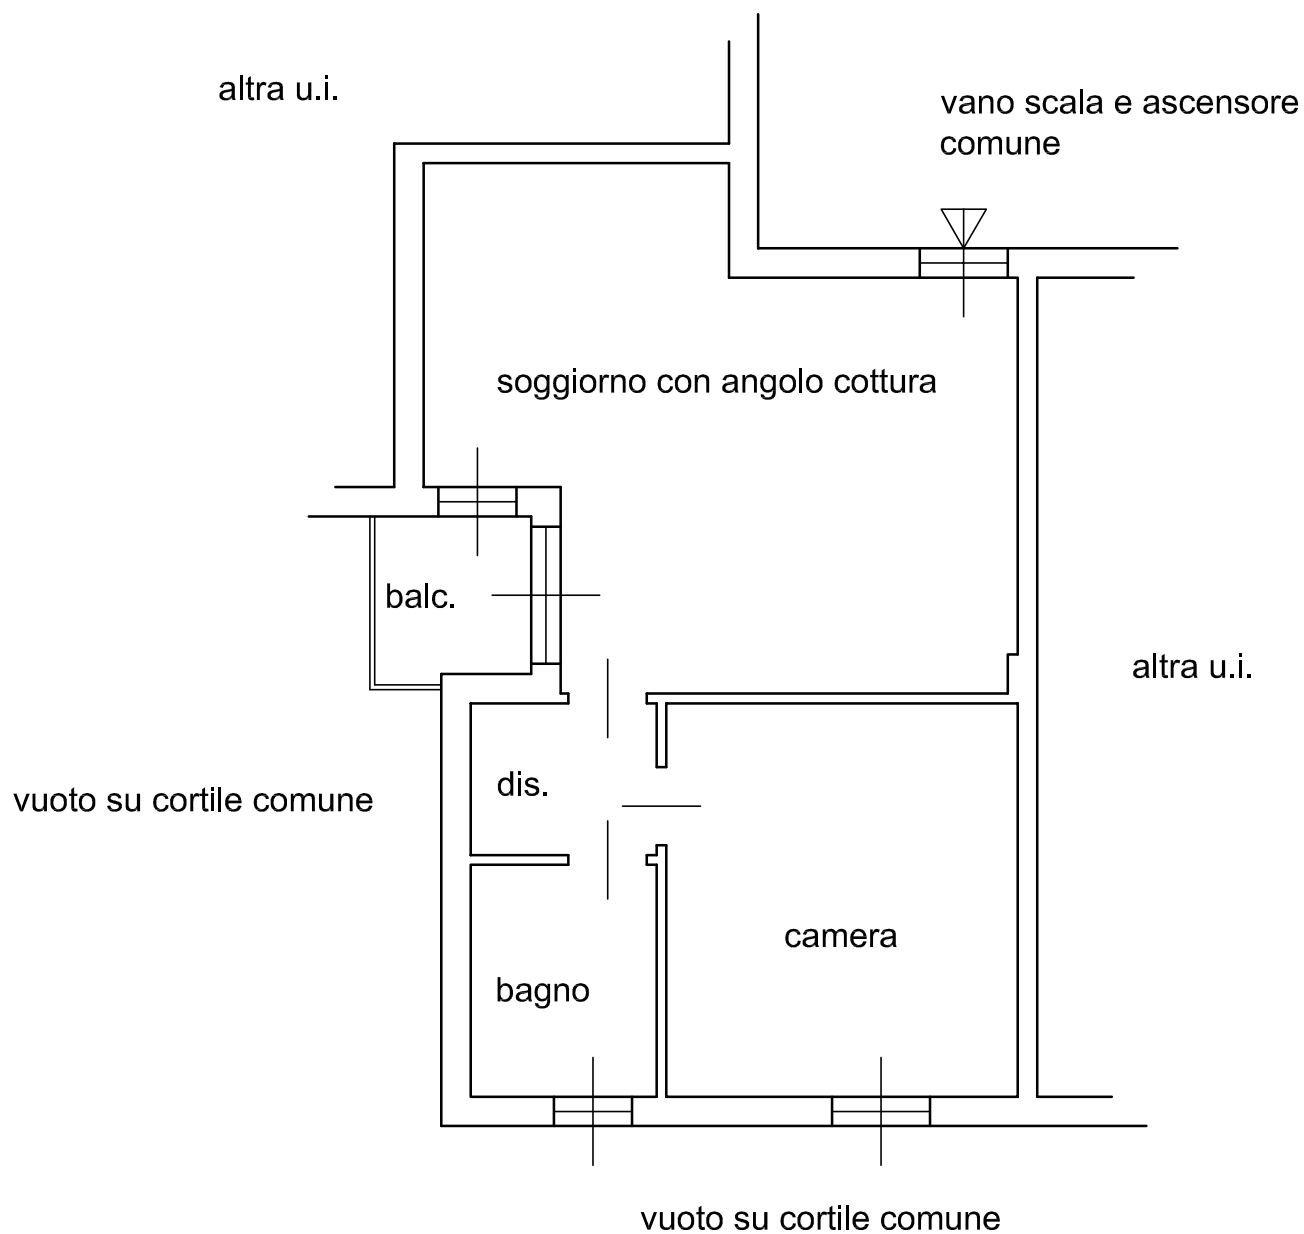 altra u.i.
vano scala e ascensore
comune
soggiorno con angolo cottura
balc.
altra u.i.
dis.
vuoto su cortile comune
camera
bagno
vuoto su cortile comune